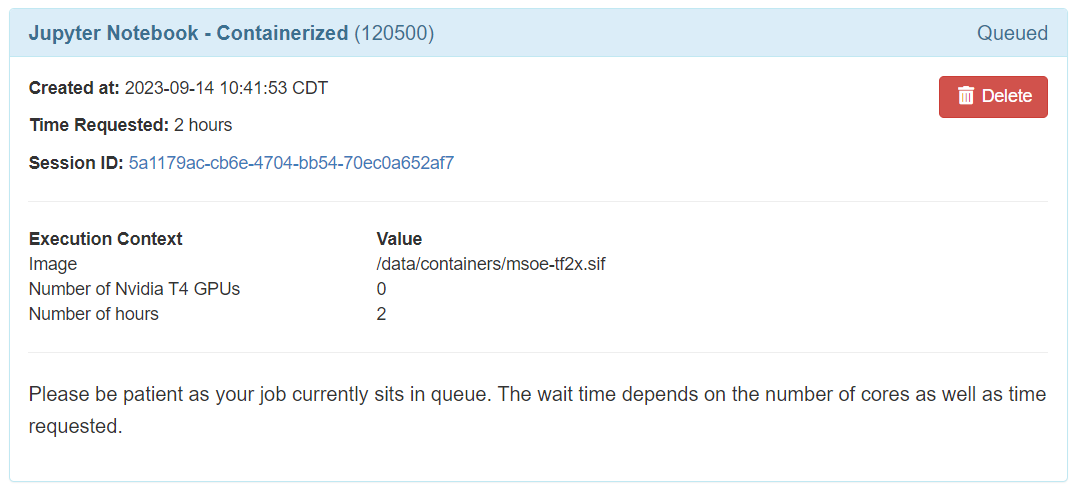 Jupyter Notebook - Containerized (120500) Queued
Created at: 2023-09-14 10:41:53 CDT Delete
Time Requested: 2 hours
Session ID: 5a1179ac-cb6e-4704-bb54-70ec0a652af7
Execution Context Value
Image /data/containers/msoe-tf2x.sif
Number of Nvidia T4 GPUs 0
Number of hours 2
Please be patient as your job currently sits in queue. The wait time depends on the number of cores as well as time
requested.